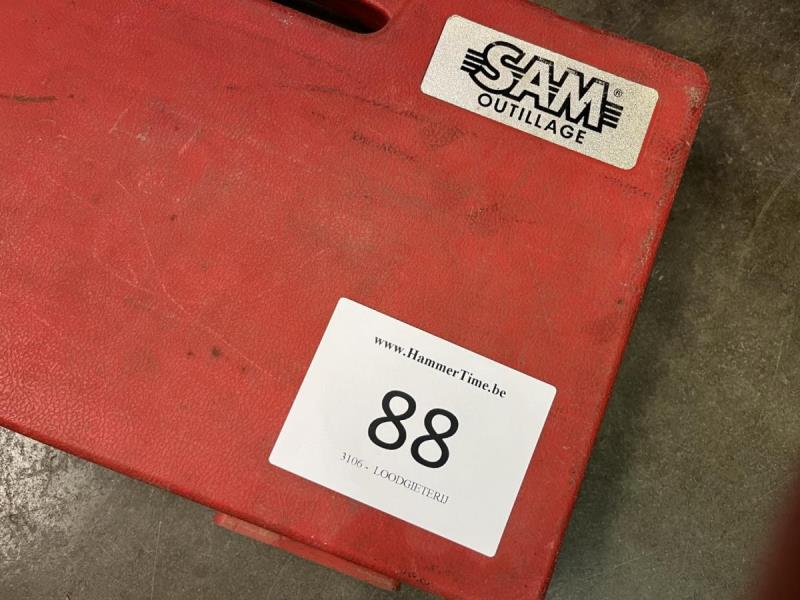 SAM®
OUTILLAGE
www.HammerTime.be
88
3106 - LOODGIETERIJ